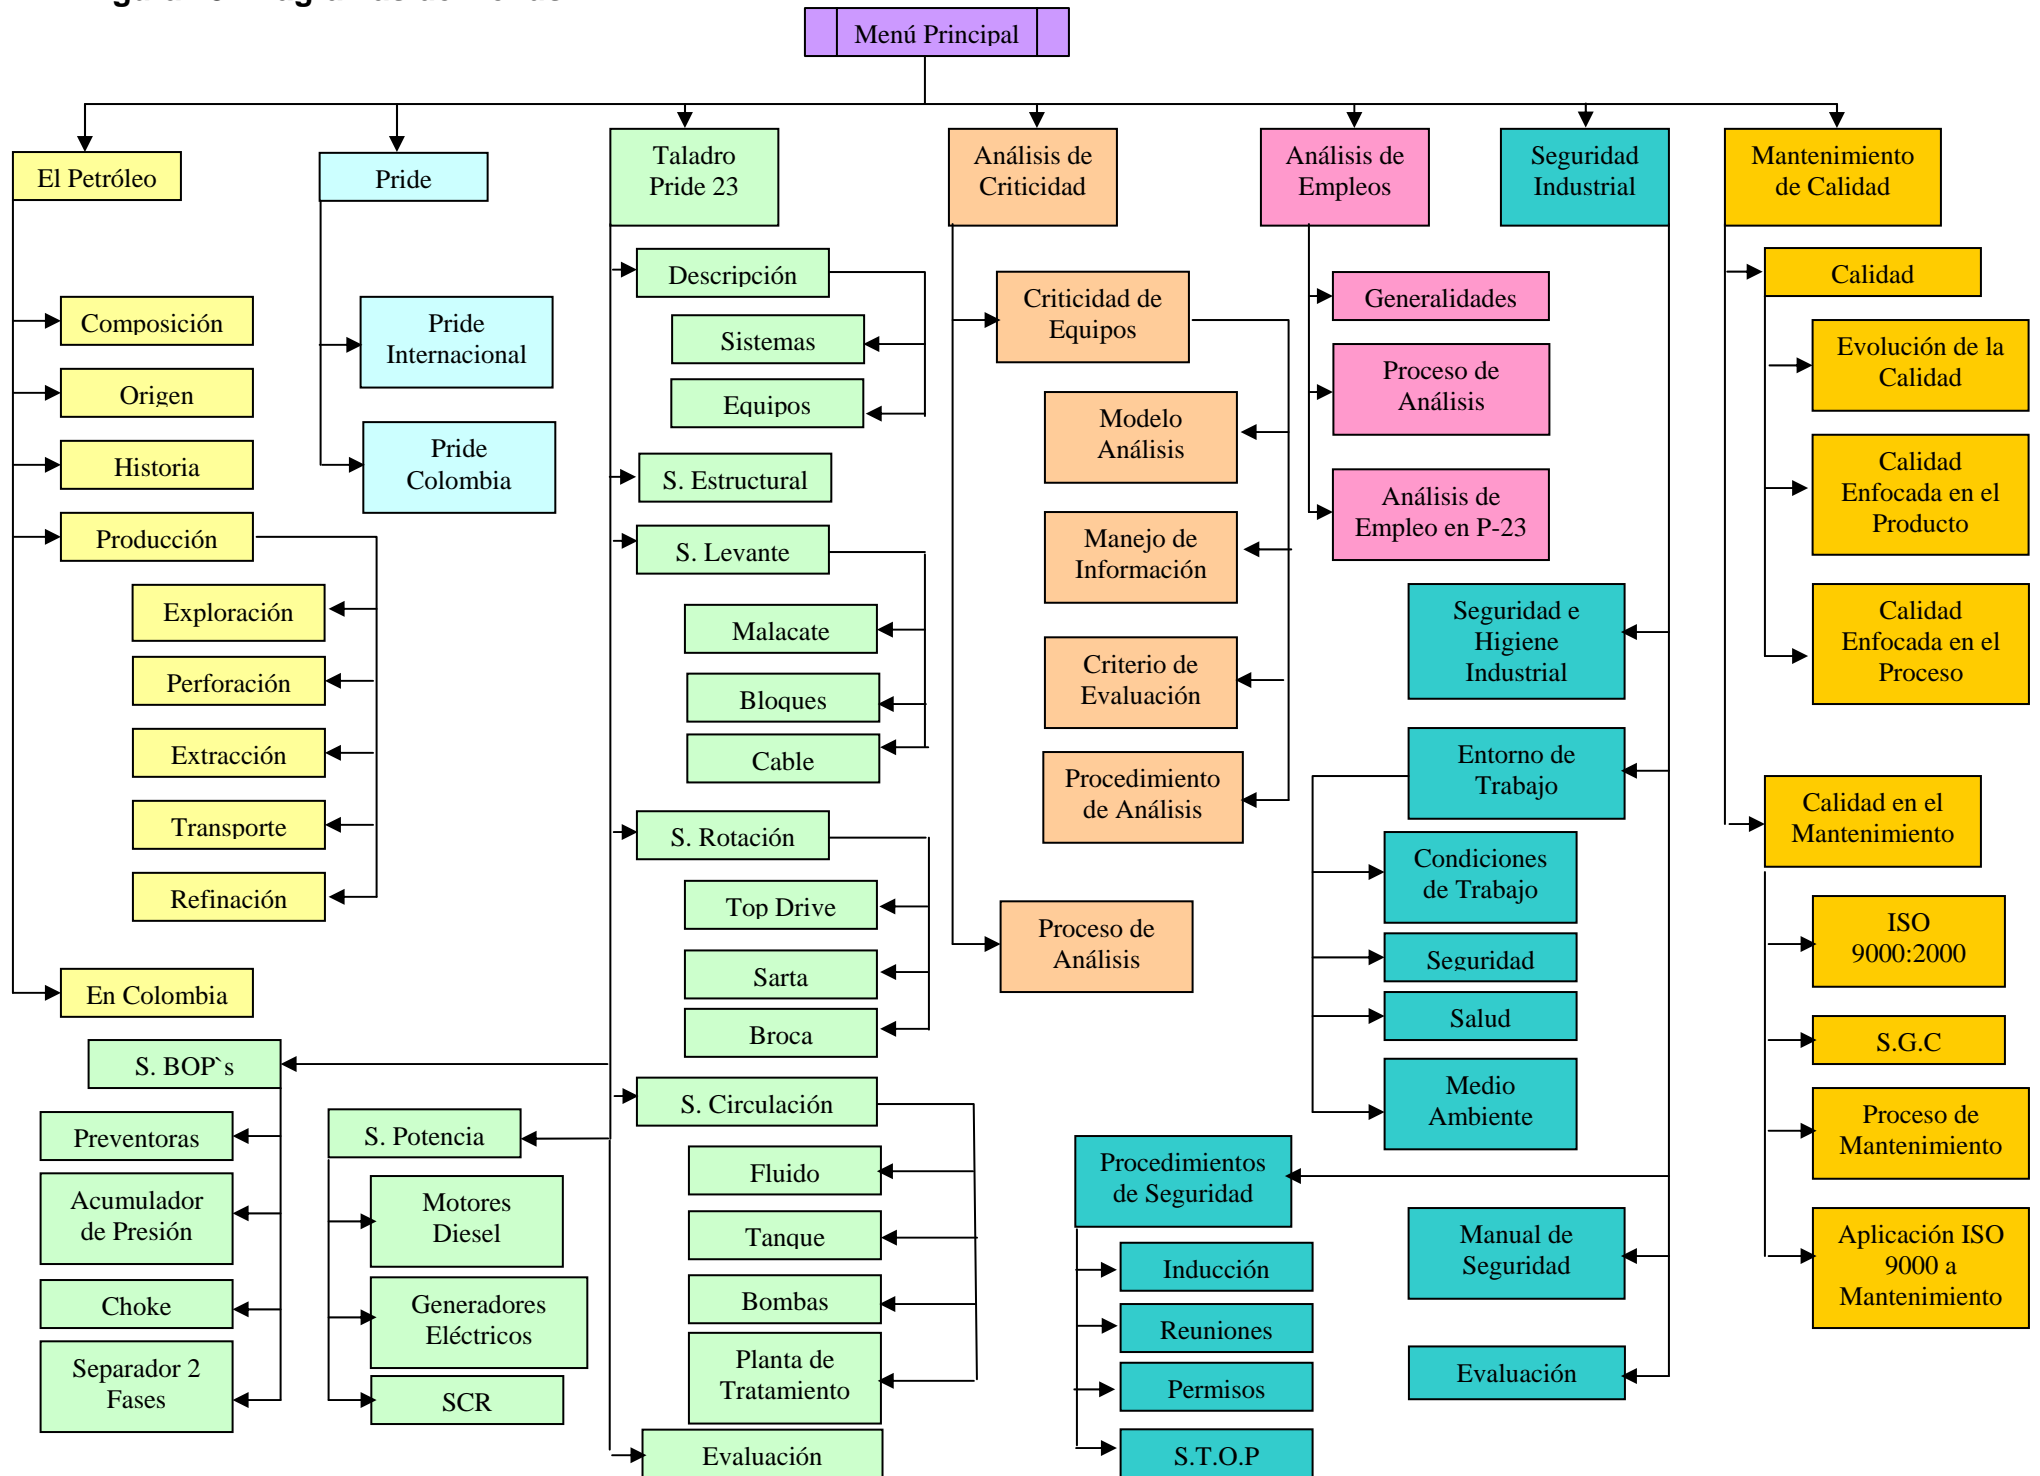 Menú Principal
El Petróleo
Composición
Origen
Historia
Producción
Exploración
Perforación
Extracción
Transporte
Refinación
En Colombia
Pride
Pride
Internacional
Pride
Colombia
Taladro
Pride 23
Descripción
Sistemas
Equipos
S. Estructural
S. Levante
Malacate
Bloques
Cable
S. Rotación
Top Drive
Sarta
Broca
S. Circulación
Fluido
Tanque
Bombas
Planta de
Tratamiento
S. BOP`s
Preventoras
Acumulador
de Presión
Choke
Separador 2
Fases
S. Potencia
Motores
Diesel
Generadores
Eléctricos
SCR
Evaluación
Análisis de
Criticidad
Criticidad de
Equipos
Modelo
Análisis
Manejo de
Información
Criterio de
Evaluación
Procedimiento
de Análisis
Proceso de
Análisis
Análisis de
Empleos
Generalidades
Proceso de
Análisis
Análisis de
Empleo en P-23
Seguridad
Industrial
Seguridad e
Higiene
Industrial
Entorno de
Trabajo
Condiciones
de Trabajo
Seguridad
Salud
Medio
Ambiente
Procedimientos
de Seguridad
Inducción
Reuniones
Permisos
S.T.O.P
Manual de
Seguridad
Evaluación
Mantenimiento
de Calidad
Calidad
Evolución de la
Calidad
Calidad
Enfocada en el
Producto
Calidad
Enfocada en el
Proceso
Calidad en el
Mantenimiento
ISO
9000:2000
S.G.C
Proceso de
Mantenimiento
Aplicación ISO
9000 a
Mantenimiento